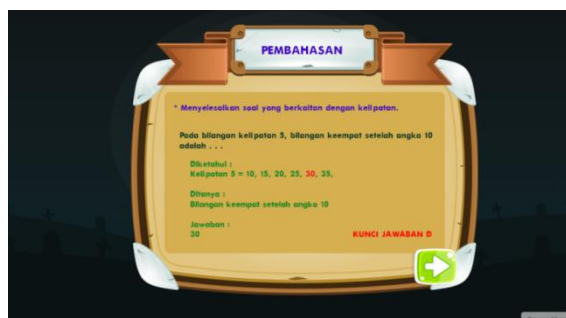 PEMBAHASAN
* Menyelesaikan soal yang berkaitan dengan kelipatan.
Pada bilangan kelipatan 5, bilangan keempat setelah angka 10
adalah . . .
Diketahui :
Kelipatan 5 = 10, 15, 20, 25, 30, 35,
Ditanya :
Bilangan keempat setelah angka 10
Jawaban :
30
KUNCI JAWABAN D